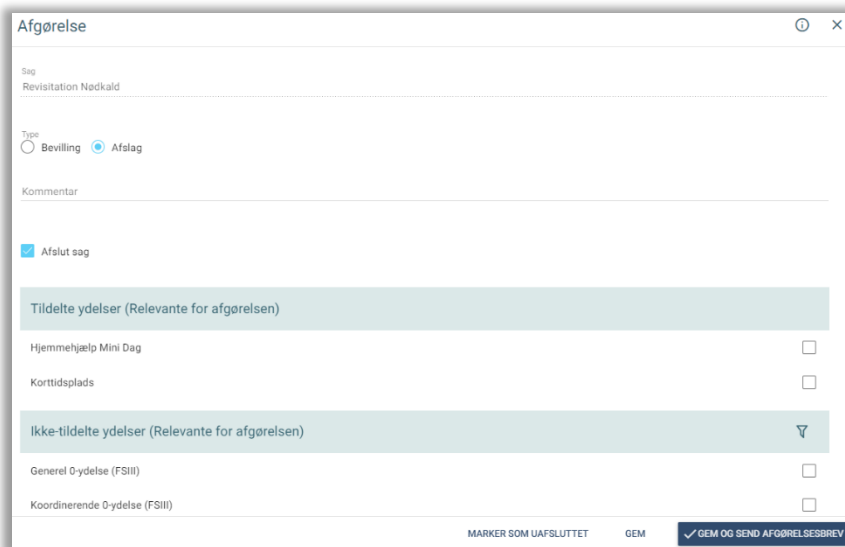 Afgørelse
Sag
Revisitation Nødkald
Type
Bevilling Afslag
Kommentar
Afslut sag
Tildelte ydelser (Relevante for afgørelsen)
Hjemmehjælp Mini Dag
Korttidsplads
Ikke-tildelte ydelser (Relevante for afgørelsen)
Generel 0-ydelse (FSIII)
Koordinerende 0-ydelse (FSIII)
MARKER SOM UAFSLUTTET GEM GEM OG SEND AFGØRELSESBREV